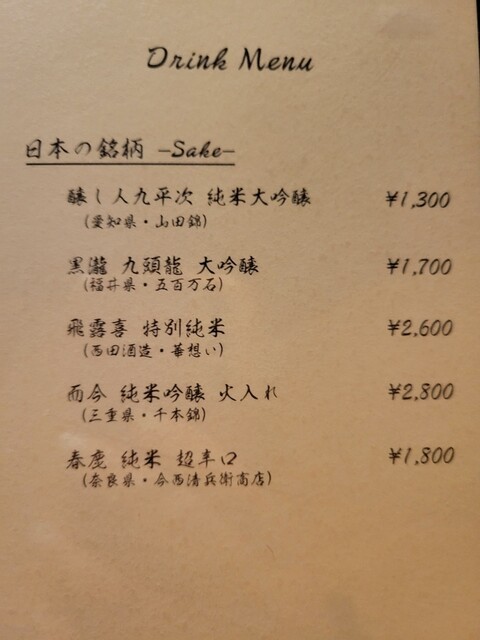 Drink Menu
日本の銘柄 -Sake-
醸し人九平次 純米大吟醸 ¥1,300
(愛知県・山田錦)
黒瀧 九頭龍 大吟醸 ¥1,700
(福井県・五百万石)
飛露喜 特別純米 ¥2,600
(西田酒造・華想い)
而今 純米吟醸 火入れ ¥2,800
(三重県・千本錦)
春鹿 純米 超辛口 ¥1,800
(奈良県・今西清兵衛商店)